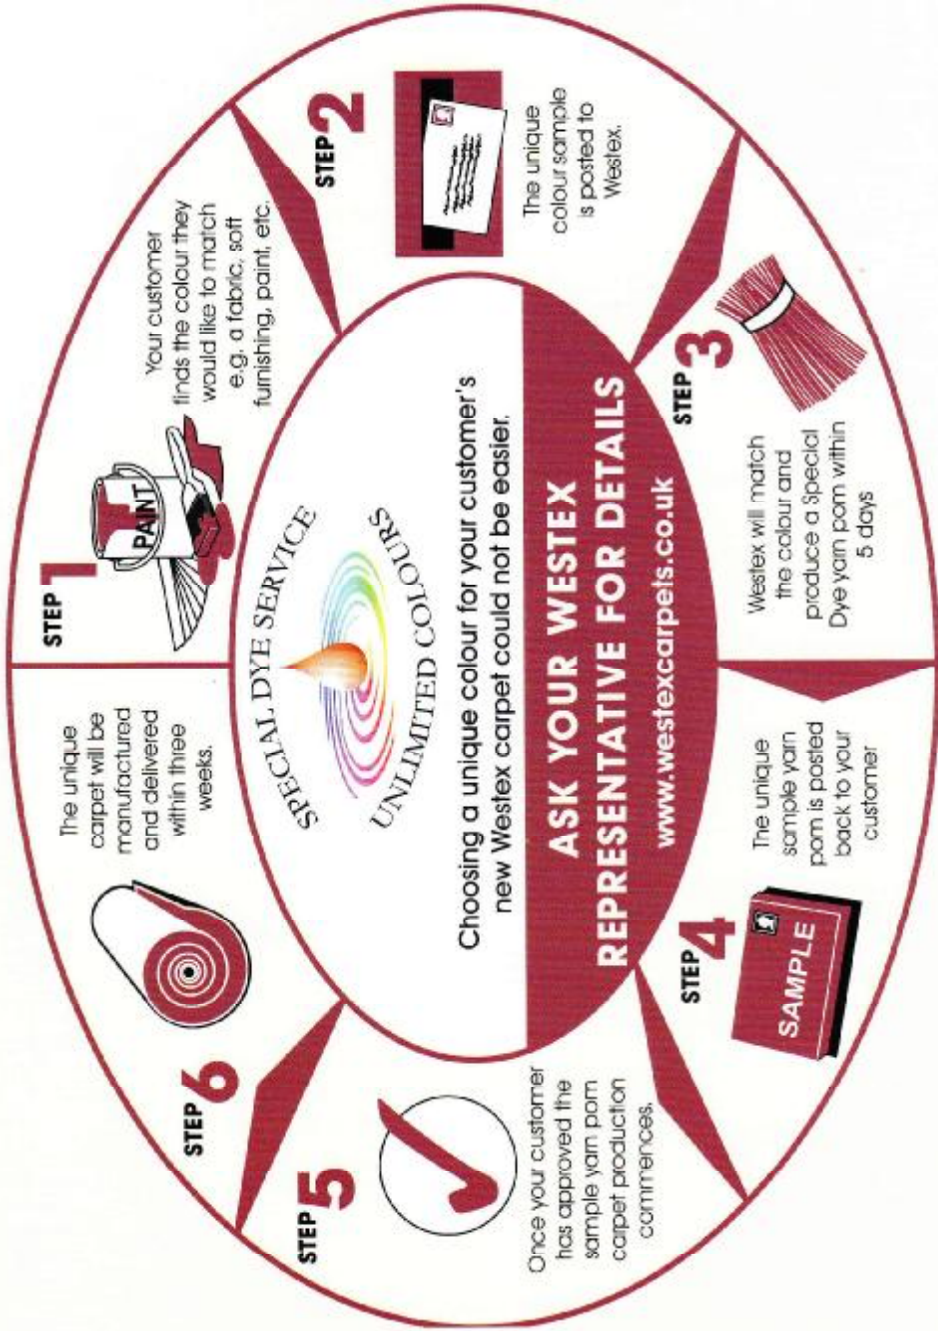 STEP 1
PAINT
Your customer
finds the colour they
would like to match
e.g. a fabric, soft
furnishing, paint, etc.
STEP 2
The unique
colour sample
is posted to
Westex.
STEP 3
Westex will match
the colour and
produce a Special
Dye yarn pom within
5 days
STEP 4
SAMPLE
The unique
sample yarn
pom is posted
back to your
customer
STEP 5
Once your customer
has approved the
sample yarn pom
carpet production
commences.
STEP 6
The unique
carpet will be
manufactured
and delivered
within three
weeks.
SPECIAL DYE SERVICE
UNLIMITED COLOURS
Choosing a unique colour for your customer's
new Westex carpet could not be easier.
ASK YOUR WESTEX
REPRESENTATIVE FOR DETAILS
www.westexcarpets.co.uk